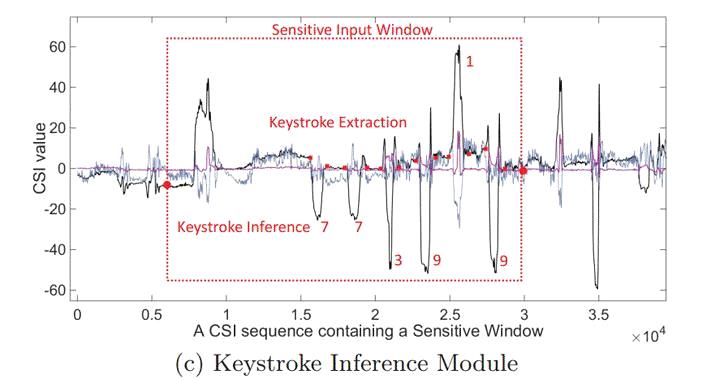 Sensitive Input Window
60
1
40
Keystroke Extraction
20
0
-20
Keystroke Inference 7 7
3 9 9
-40
-60
CSI value
0 0.5 1 1.5 2 2.5 3 3.5
A CSI sequence containing a Sensitive Window ×10⁴
(c) Keystroke Inference Module